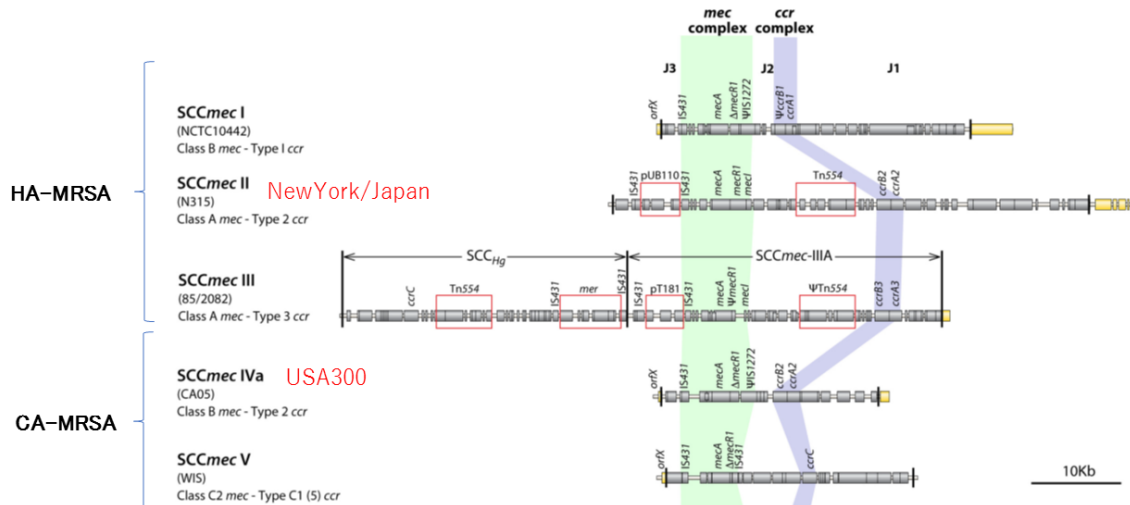 mec complex
ccr complex
J3
J2
J1
HA-MRSA
SCCmec I
(NCTC10442)
Class B mec - Type I ccr
orfX
IS431
mecA
ΔmecR1
ΨIS1272
ΨccrB1
ccrA1
SCCmec II
NewYork/Japan
(N315)
Class A mec - Type 2 ccr
IS431
pUB110
IS431
mecA
mecR1
mecI
Tn554
ccrB2
ccrA2
SCCHg
SCCmec-IIIA
SCCmec III
(85/2082)
Class A mec - Type 3 ccr
ccrC
Tn554
IS431
mer
IS431
IS431
pT181
IS431
mecA
ΨmecR1
mecI
ΨTn554
ccrB3
ccrA3
CA-MRSA
SCCmec IVa
USA300
(CA05)
Class B mec - Type 2 ccr
orfX
IS431
mecA
ΔmecR1
ΨIS1272
ccrB2
ccrA2
SCCmec V
(WIS)
Class C2 mec - Type C1 (5) ccr
orfX
IS431
mecA
ΔmecR1
IS431
ccrC
10Kb